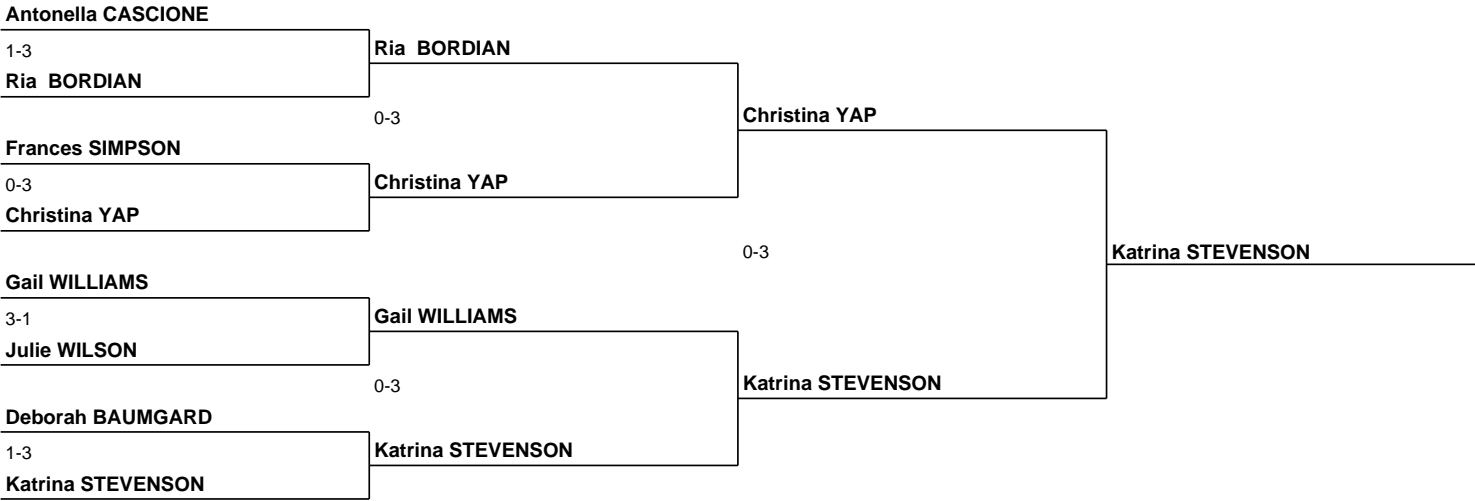 Antonella CASCIONE
1-3
Ria BORDIAN
Ria BORDIAN
0-3
Christina YAP
Frances SIMPSON
0-3
Christina YAP
Christina YAP
0-3
Katrina STEVENSON
Gail WILLIAMS
3-1
Gail WILLIAMS
Julie WILSON
0-3
Katrina STEVENSON
Deborah BAUMGARD
1-3
Katrina STEVENSON
Katrina STEVENSON